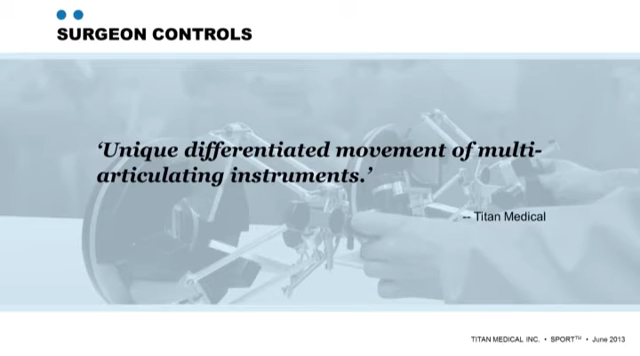 SURGEON CONTROLS
‘Unique differentiated movement of multi-
articulating instruments.’
-- Titan Medical
TITAN MEDICAL INC. • SPORT™ • June 2013